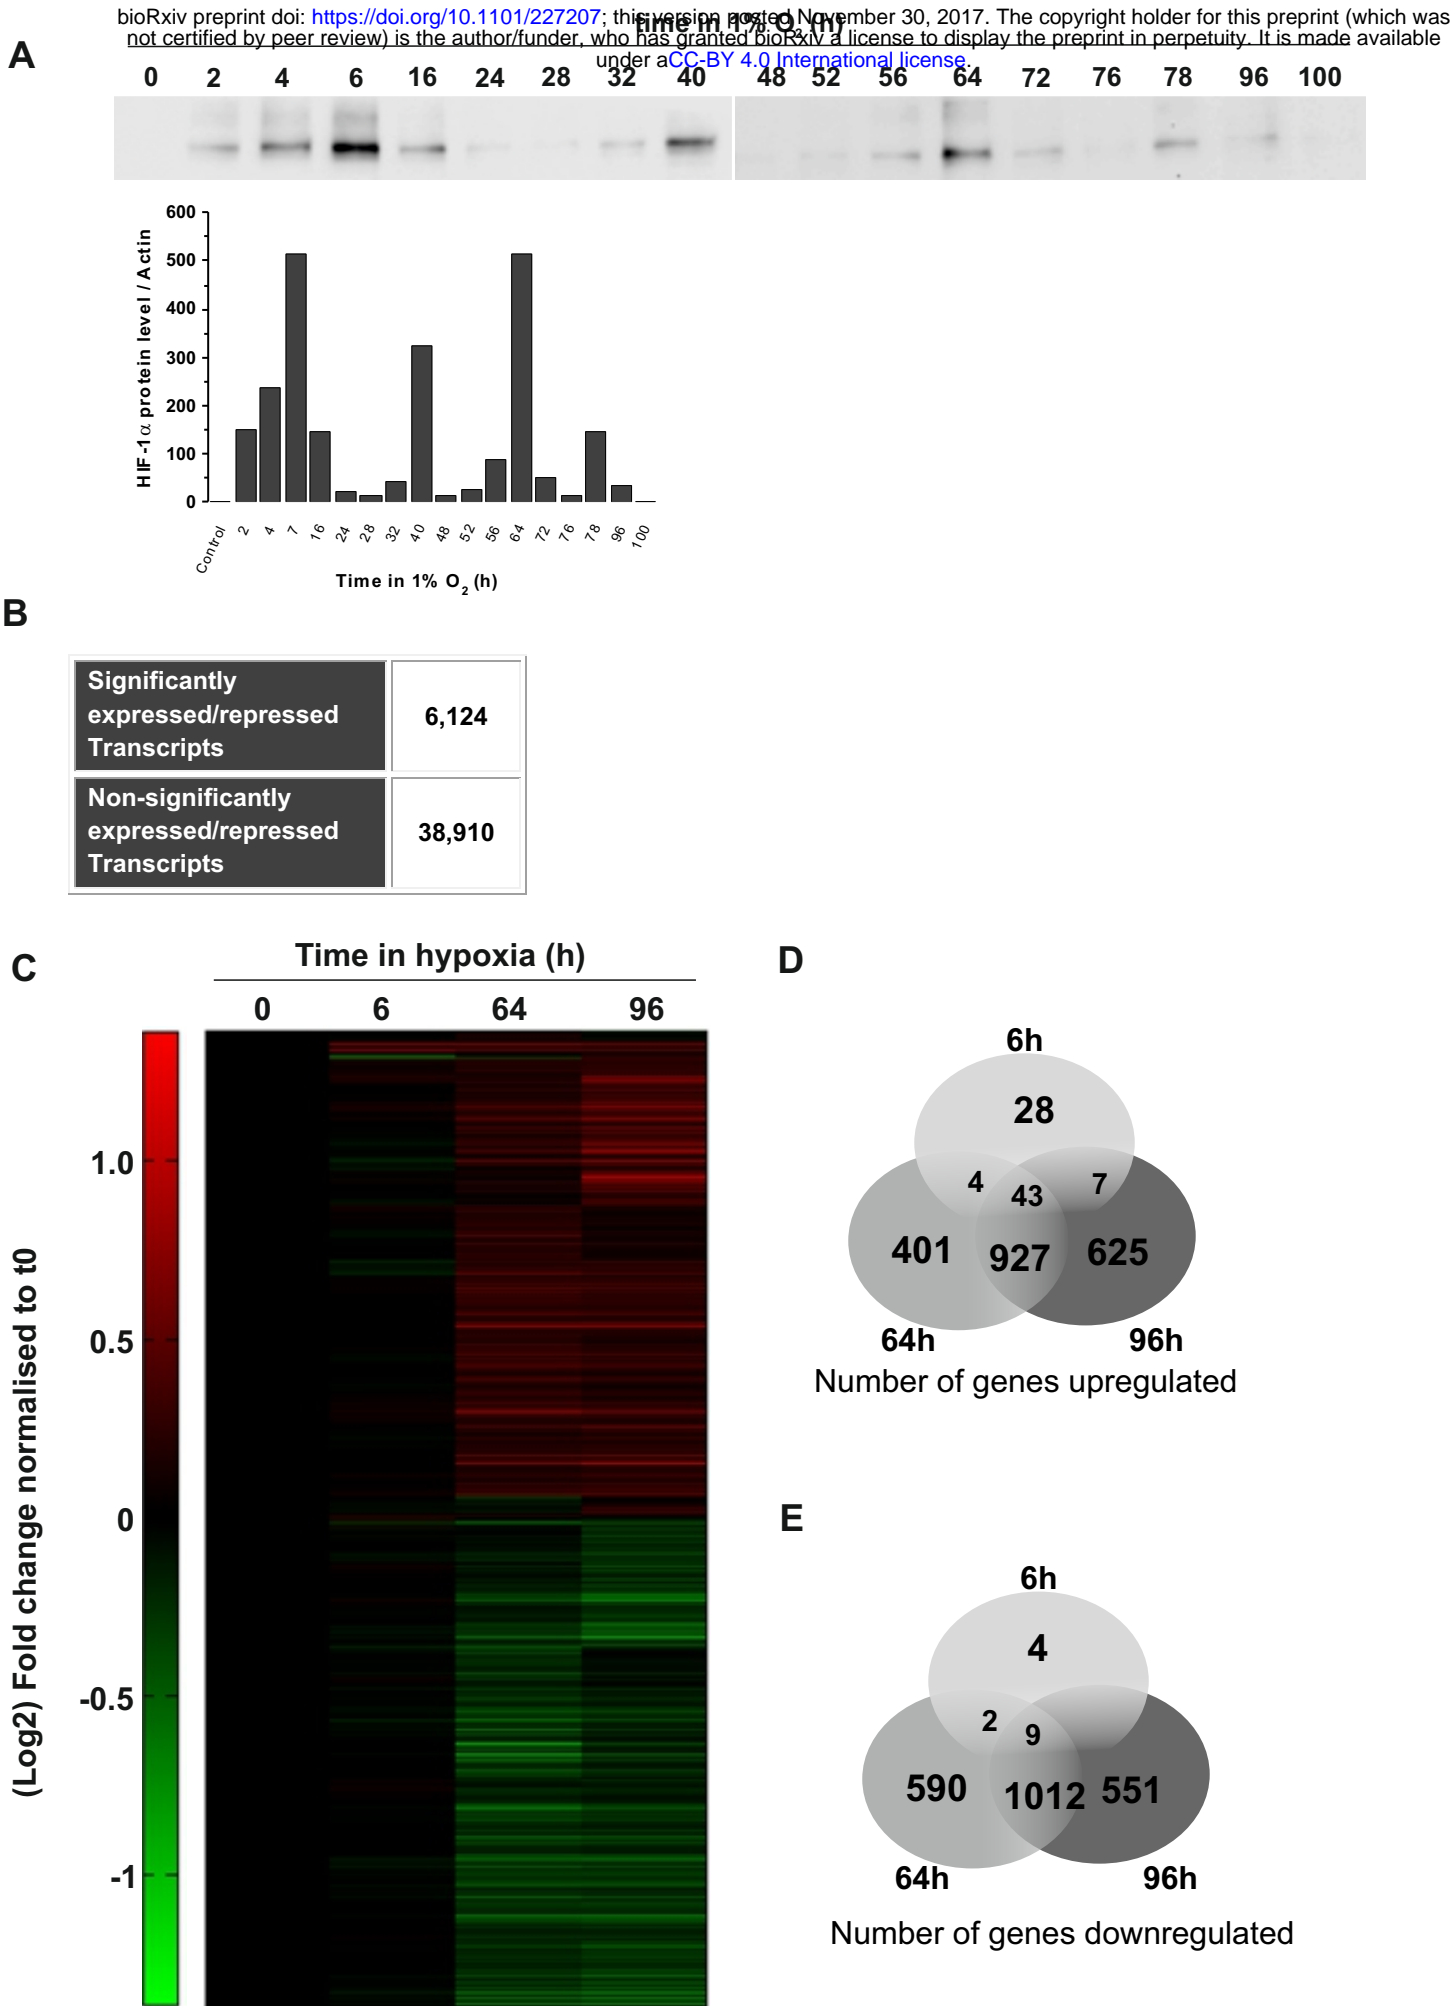 bioRxiv preprint doi: https://doi.org/10.1101/227207; this version posted November 30, 2017. The copyright holder for this preprint (which was
not certified by peer review) is the author/funder, who has granted bioRxiv a license to display the preprint in perpetuity. It is made available
under aCC-BY 4.0 International license.
time in 1% O2 (h)
A
0 2 4 6 16 24 28 32 40 48 52 56 64 72 76 78 96 100
HIF-1α protein level / Actin
600
500
400
300
200
100
0
Control 2 4 7 16 24 28 32 40 48 52 56 64 72 76 78 96 100
Time in 1% O2 (h)
B
Significantly
expressed/repressed
Transcripts
6,124
Non-significantly
expressed/repressed
Transcripts
38,910
C
Time in hypoxia (h)
0 6 64 96
(Log2) Fold change normalised to t0
1.0
0.5
0
-0.5
-1
D
6h
28
4 43 7
401 927 625
64h 96h
Number of genes upregulated
E
6h
4
2 9
590 1012 551
64h 96h
Number of genes downregulated